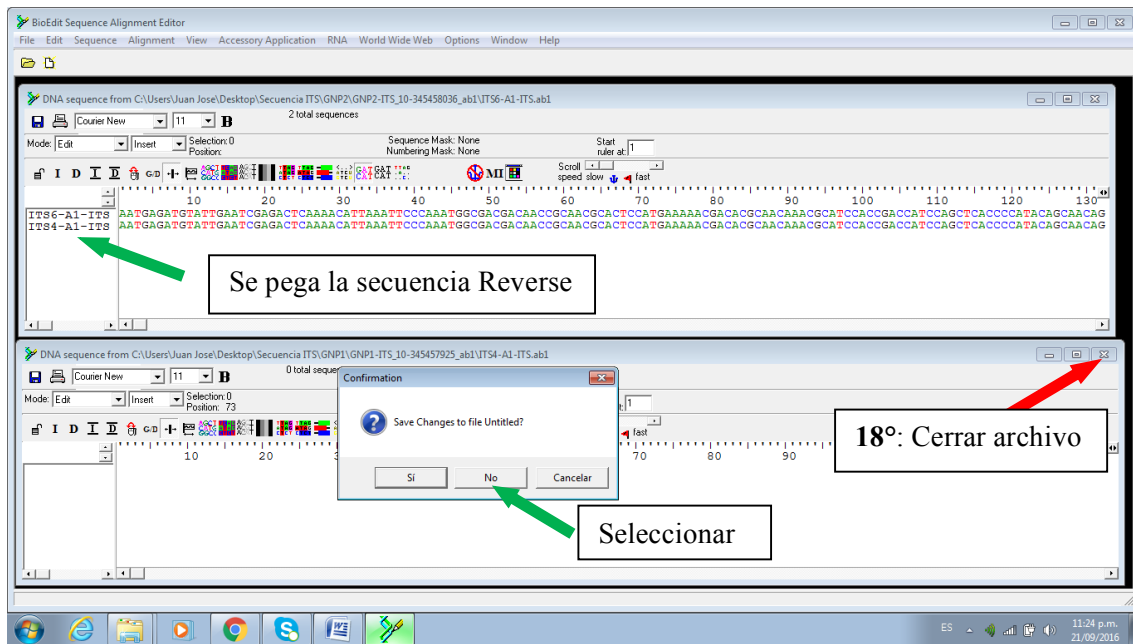 BioEdit Sequence Alignment Editor
File Edit Sequence Alignment View Accessory Application RNA World Wide Web Options Window Help
DNA sequence from C:\Users\Juan Jose\Desktop\Secuencia ITS\GNP2\GNP2-ITS_10-345458036_ab1\ITS6-A1-ITS.ab1
Courier New 11 B 2 total sequences
Mode: Edit Insert Selection: 0 Position: Sequence Mask: None Numbering Mask: None Start ruler at: 1
I D I D G/D Scroll speed slow fast
10 20 30 40 50 60 70 80 90 100 110 120 130
ITS6-A1-ITS AATGAGATGTATTGAATCGAGACTCAAAACATTAAATTCCCAAATGGCGACGACAACCGCAACGCACTCCATGAAAAACGACACGCAACAAACGCATCCACCGACCATCCAGCTCACCCCATACAGCAACAG
ITS4-A1-ITS AATGAGATGTATTGAATCGAGACTCAAAACATTAAATTCCCAAATGGCGACGACAACCGCAACGCACTCCATGAAAAACGACACGCAACAAACGCATCCACCGACCATCCAGCTCACCCCATACAGCAACAG
Se pega la secuencia Reverse
DNA sequence from C:\Users\Juan Jose\Desktop\Secuencia ITS\GNP1\GNP1-ITS_10-345457925_ab1\ITS4-A1-ITS.ab1
Courier New 11 B 0 total seque
Mode: Edit Insert Selection: 0 Position: 73 1
I D I D G/D fast
10 20 70 80 90
Confirmation
Save Changes to file Untitled?
Sí No Cancelar
18°: Cerrar archivo
Seleccionar
ES 11:24 p.m.
21/09/2016